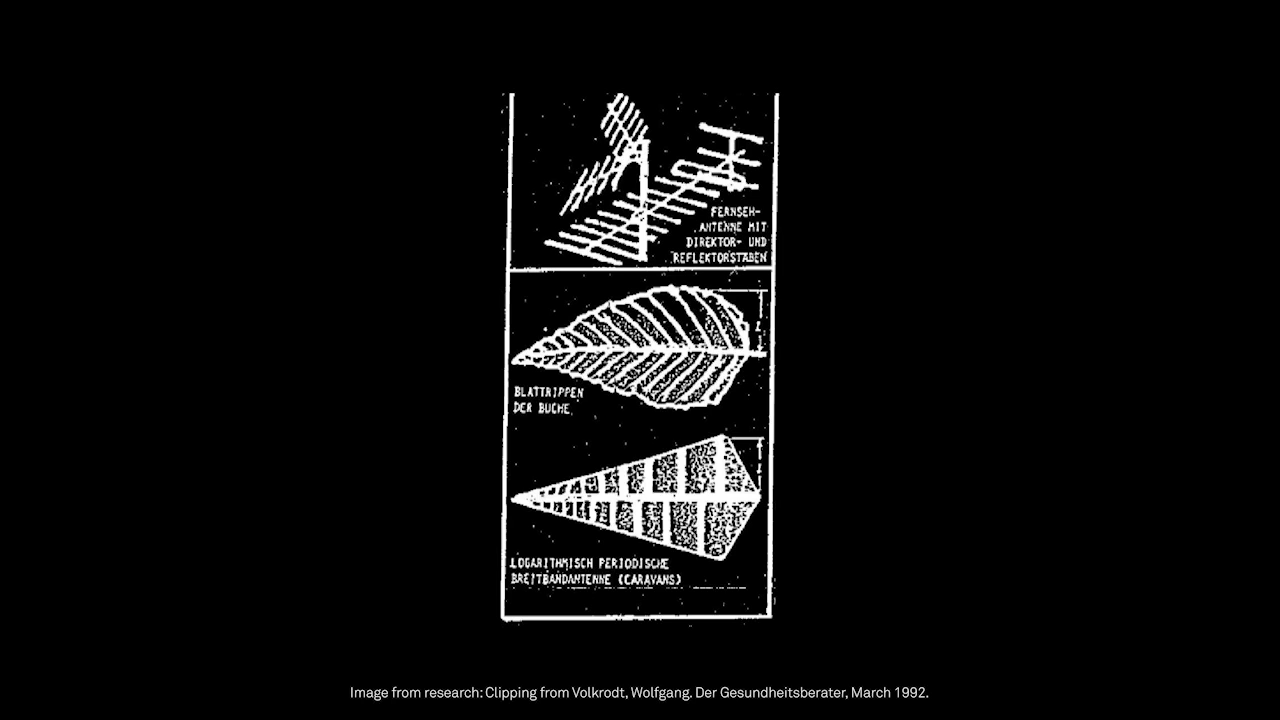 FERNSEH-
ANTENNE MIT
DIREKTOR- UND
REFLEKTORSTÄBEN
BLATTRIPPEN
DER BUCHE
LOGARITHMISCH PERIODISCHE
BREITBANDANTENNE (CARAVANS)
Image from research: Clipping from Volkrodt, Wolfgang. Der Gesundheitsberater, March 1992.